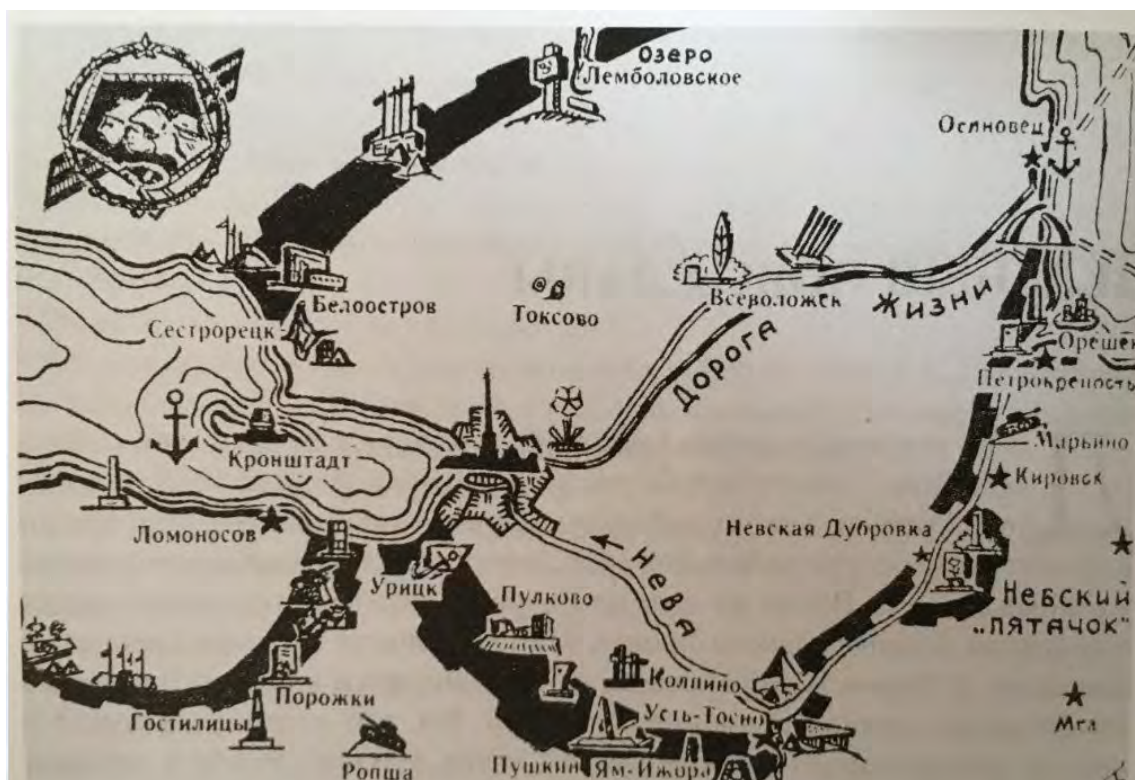 Озеро
Лемболовское
Осиновец
Белоостров
Токсово
Всеволожск
Дорога
Жизни
Сестрорецк
Орешек
Петрокрепость
Кронштадт
Марьино
Кировск
Ломоносов
Невская Дубровка
Нева
Урицк
Пулково
Невский
„Пятачок"
Порожки
Колпино
Гостилицы
Усть-Тосно
Мга
Ропша
Пушкин
Ям-Ижора